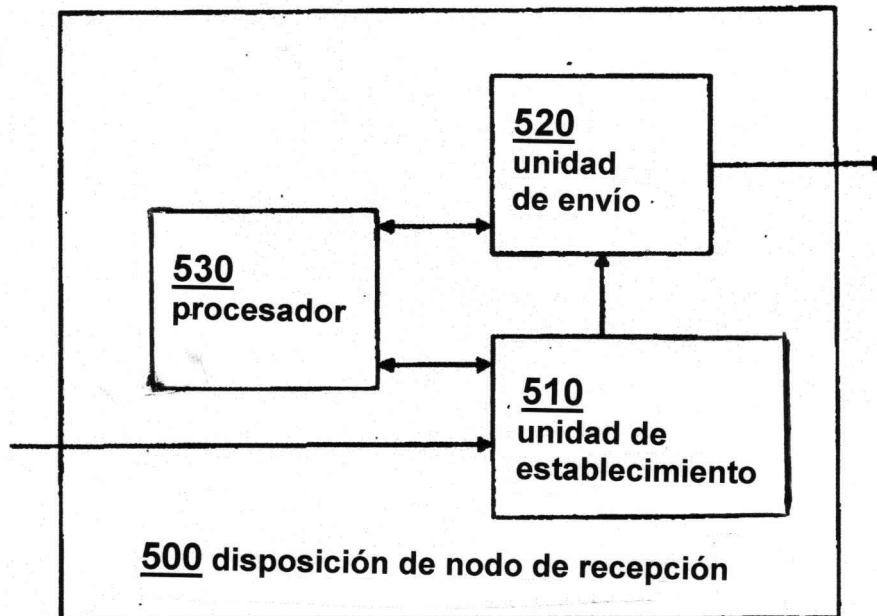 520
unidad
de envío
530
procesador
510
unidad de
establecimiento
500 disposición de nodo de recepción